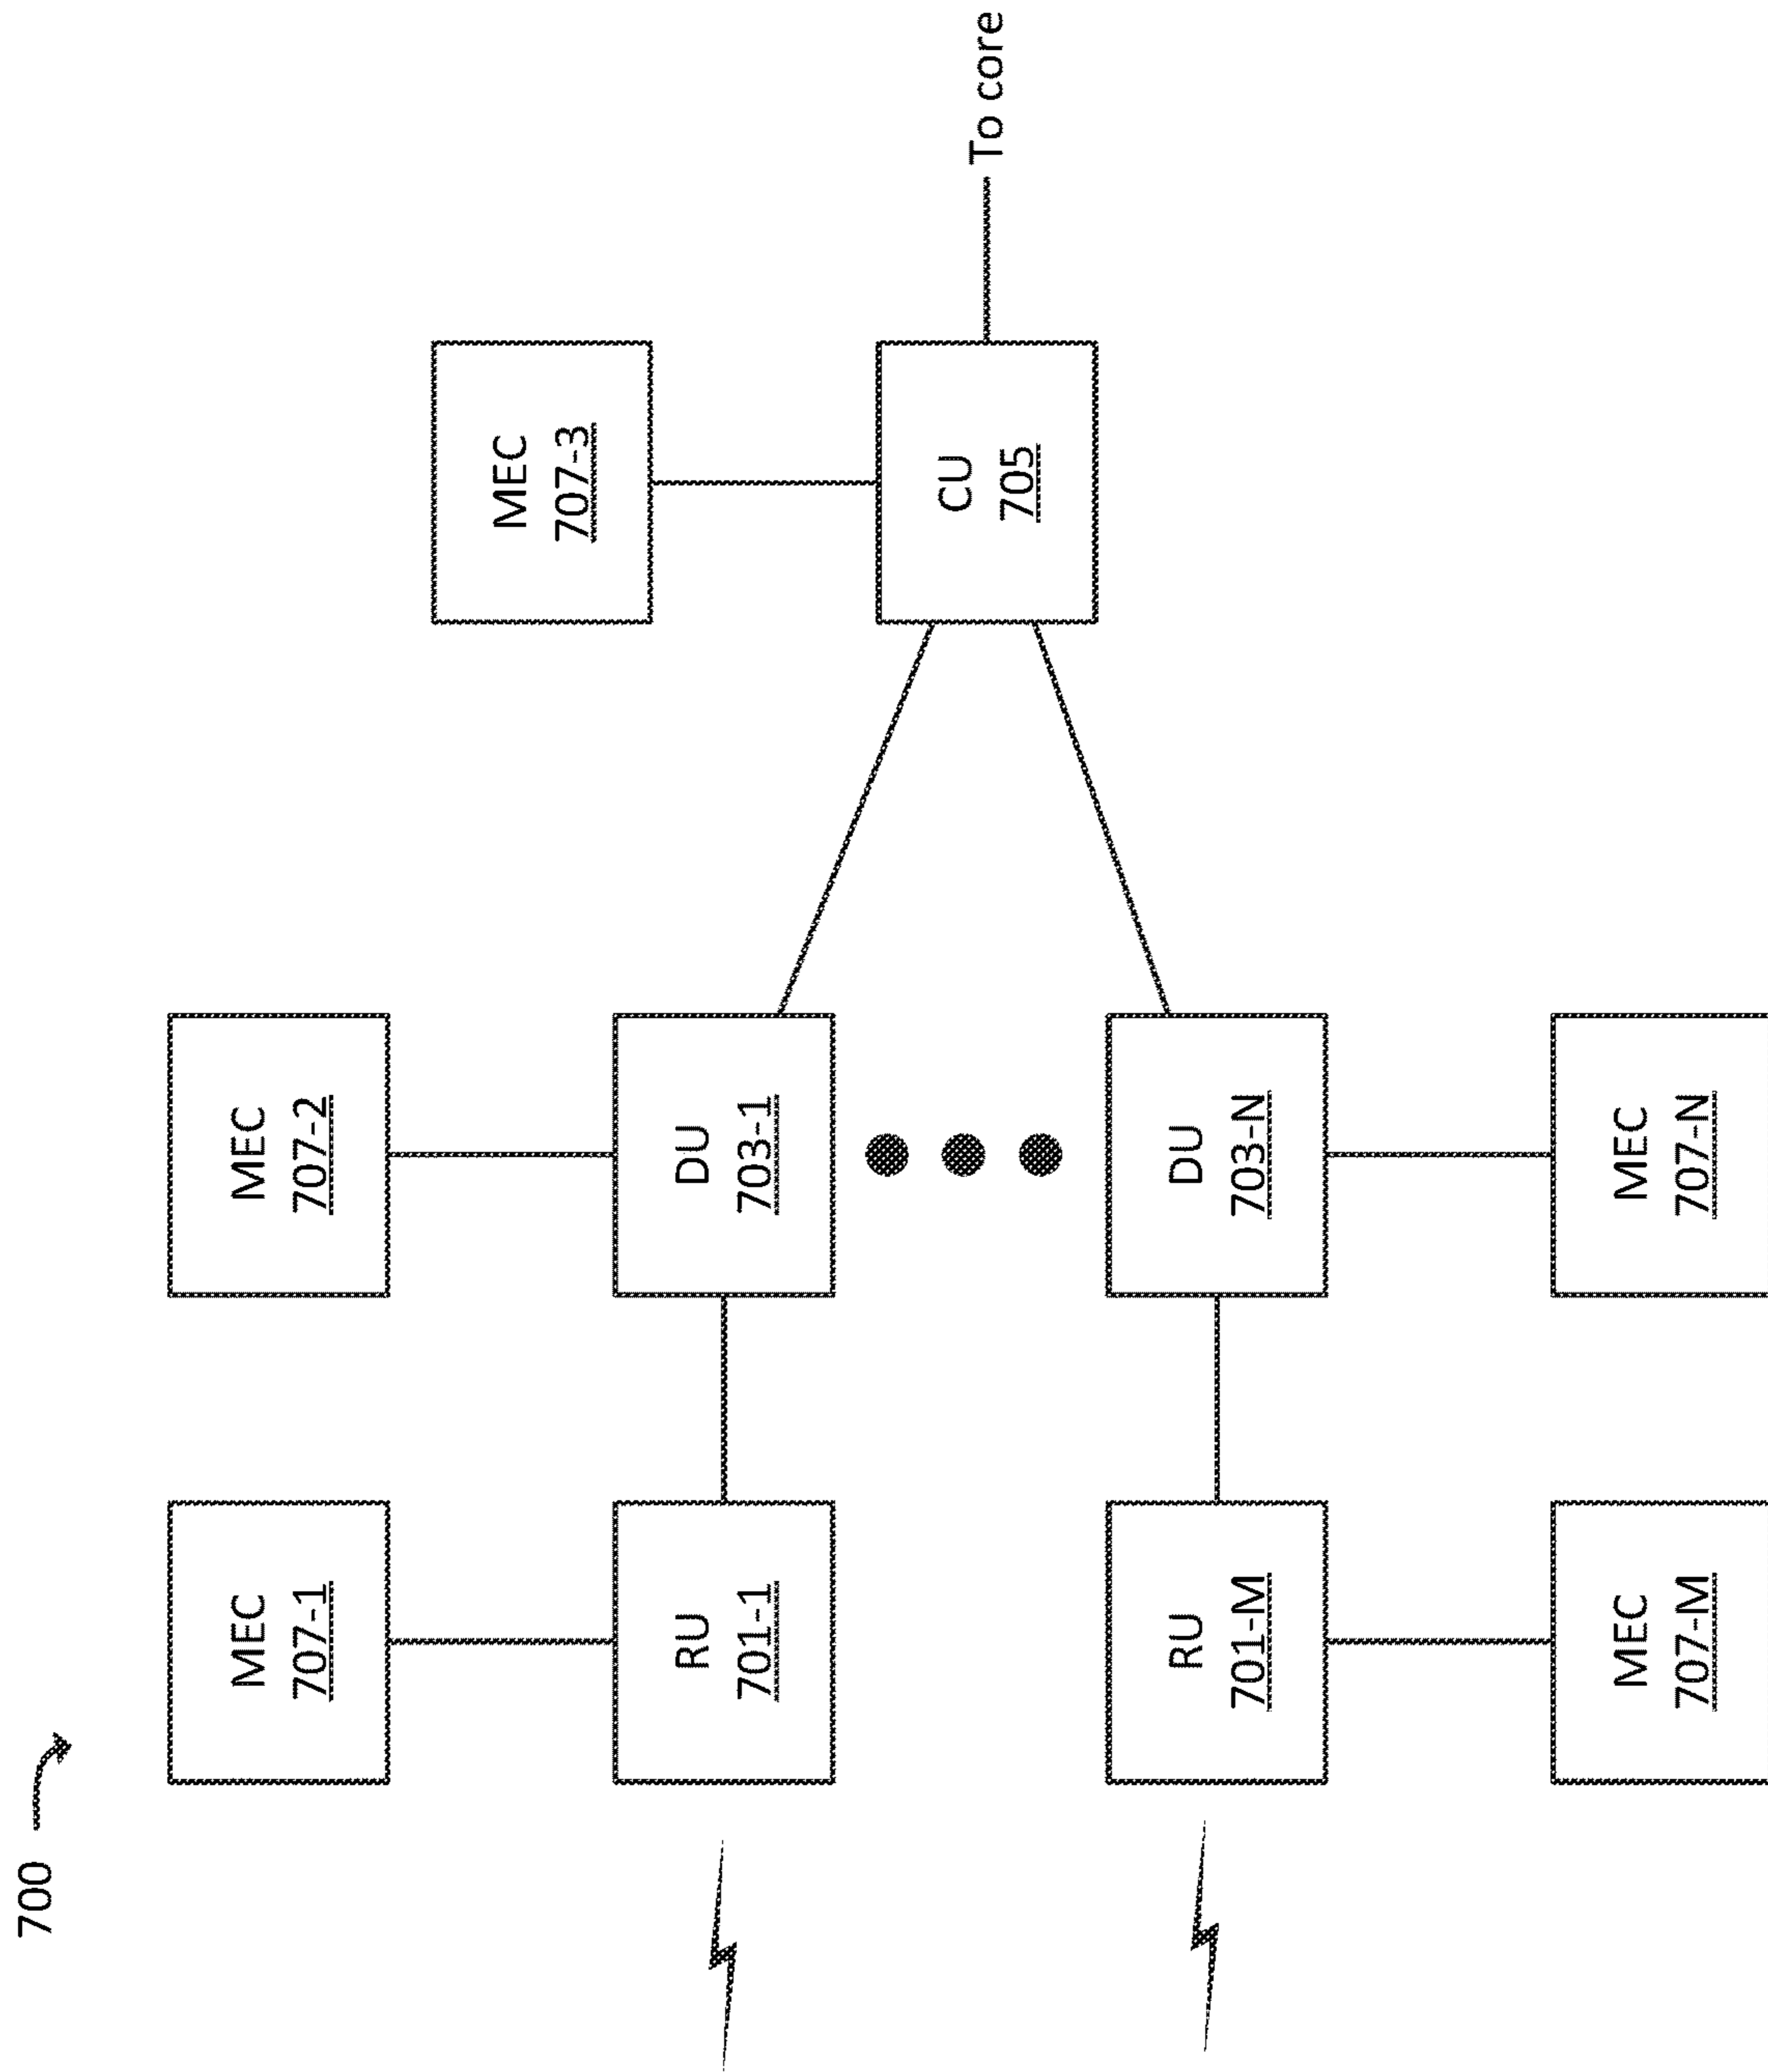 700
MEC
707-1
MEC
707-2
MEC
707-3
RU
701-1
DU
703-1
CU
705
To core
RU
701-M
DU
703-N
MEC
707-M
MEC
707-N